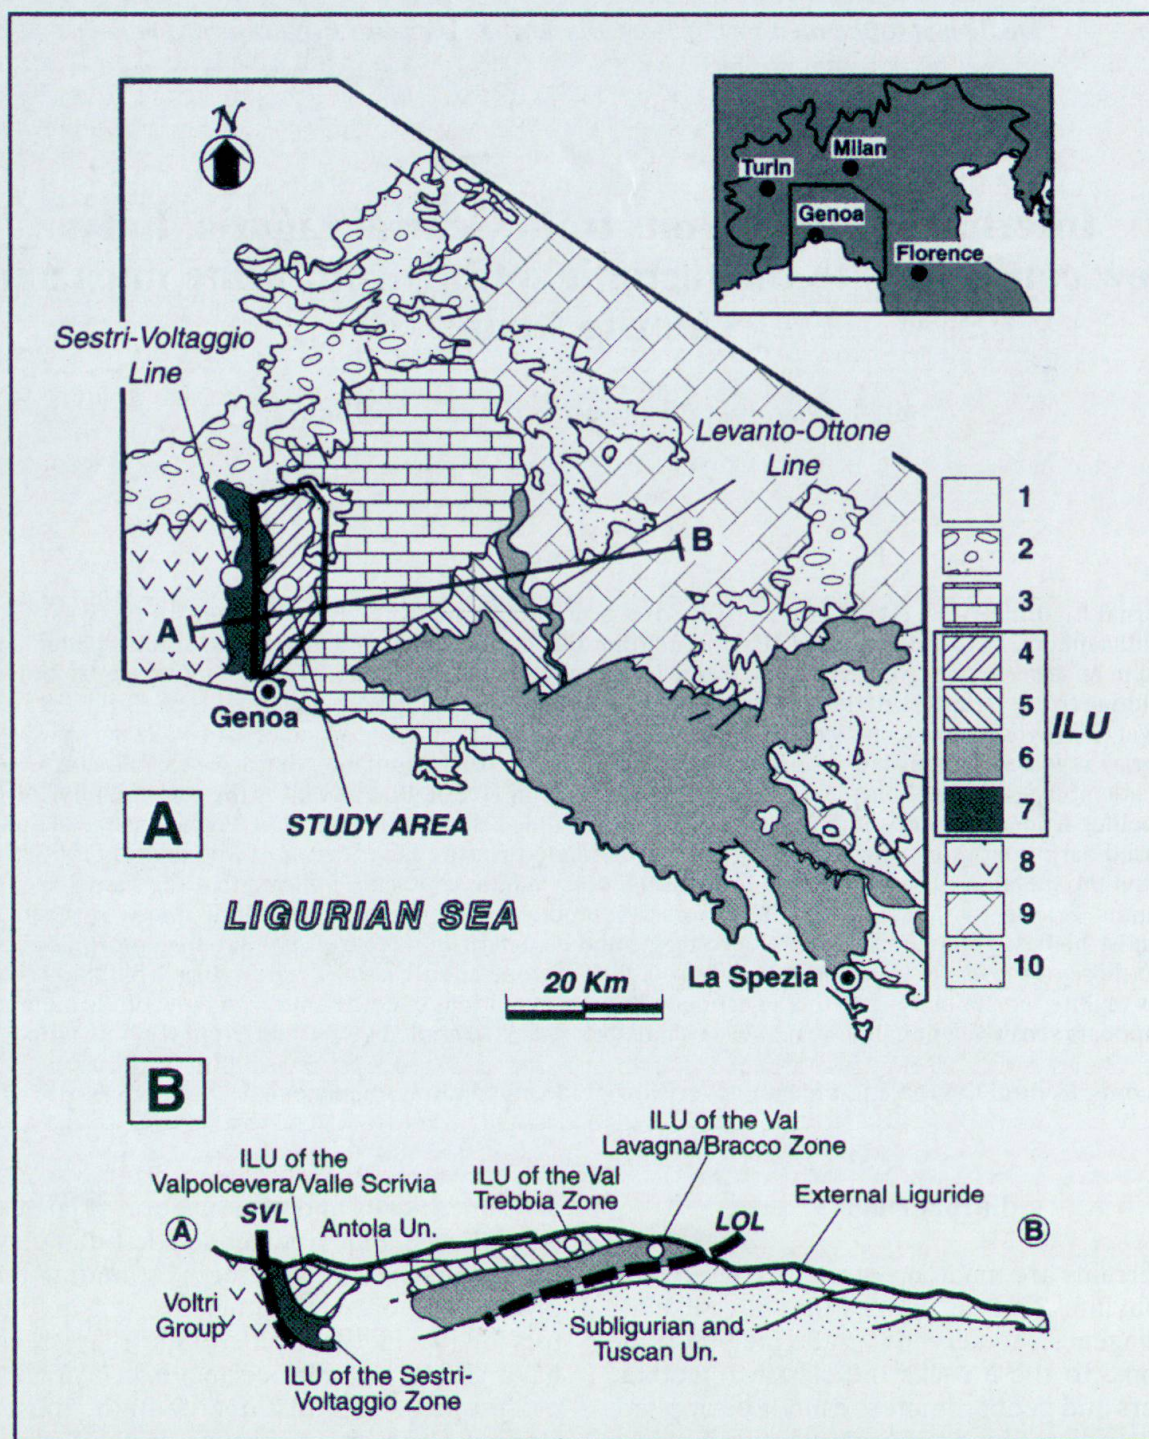 N
Turin
Milan
Genoa
Florence
Sestri-Voltaggio
Line
Levanto-Ottone
Line
A
B
Genoa
STUDY AREA
A
LIGURIAN SEA
20 Km
La Spezia
1
2
3
4
5
6
7
8
9
10
ILU
B
ILU of the Val
Lavagna/Bracco Zone
ILU of the
Valpolcevera/Valle Scrivia
ILU of the Val
Trebbia Zone
External Liguride
A
SVL
Antola Un.
LOL
B
Voltri
Group
Subligurian and
Tuscan Un.
ILU of the Sestri-
Voltaggio Zone